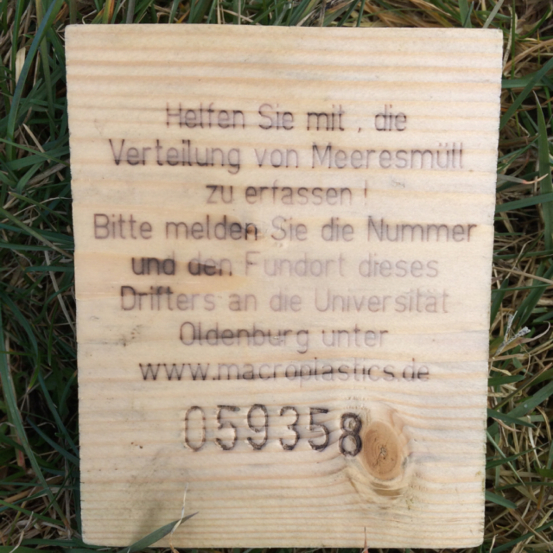 Helfen Sie mit, die
Verteilung von Meeresmüll
zu erfassen!
Bitte melden Sie die Nummer
und den Fundort dieses
Drifters an die Universität
Oldenburg unter
www.macroplastics.de
059358